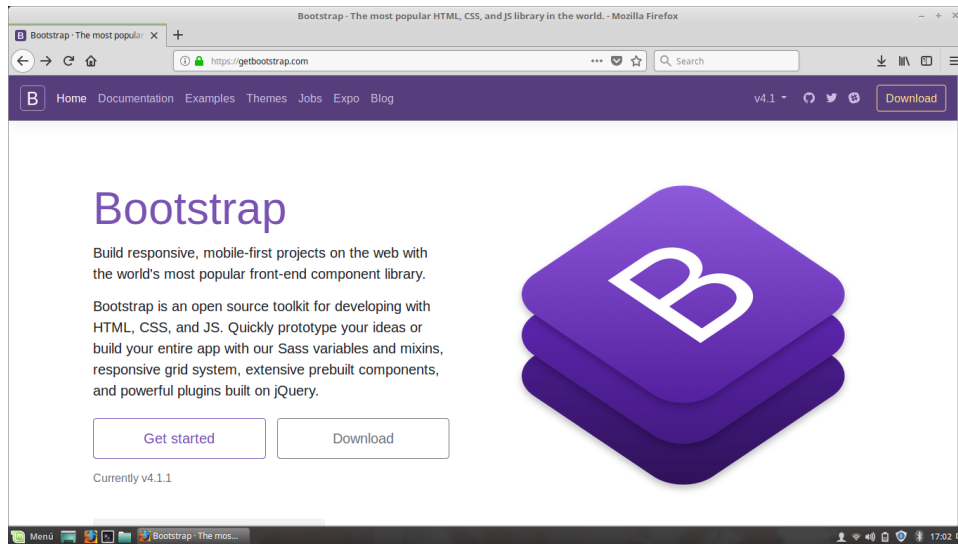 Bootstrap · The most popular HTML, CSS, and JS library in the world. - Mozilla Firefox
B Bootstrap · The most popular
https://getbootstrap.com
Search
B Home Documentation Examples Themes Jobs Expo Blog v4.1 Download
Bootstrap
Build responsive, mobile-first projects on the web with
the world's most popular front-end component library.
Bootstrap is an open source toolkit for developing with
HTML, CSS, and JS. Quickly prototype your ideas or
build your entire app with our Sass variables and mixins,
responsive grid system, extensive prebuilt components,
and powerful plugins built on jQuery.
B
Get started Download
Currently v4.1.1
Menú Bootstrap · The mos... 17:02